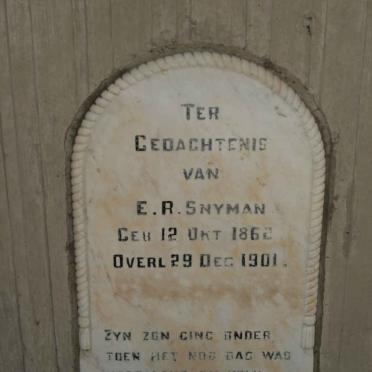 TER
GEDACHTENIS
VAN
E.R. SNYMAN
GEB 12 OKT 1862
OVERL 29 DEC 1901.
ZYN ZON GING ONDER
TOEN HET NOG DAG WAS